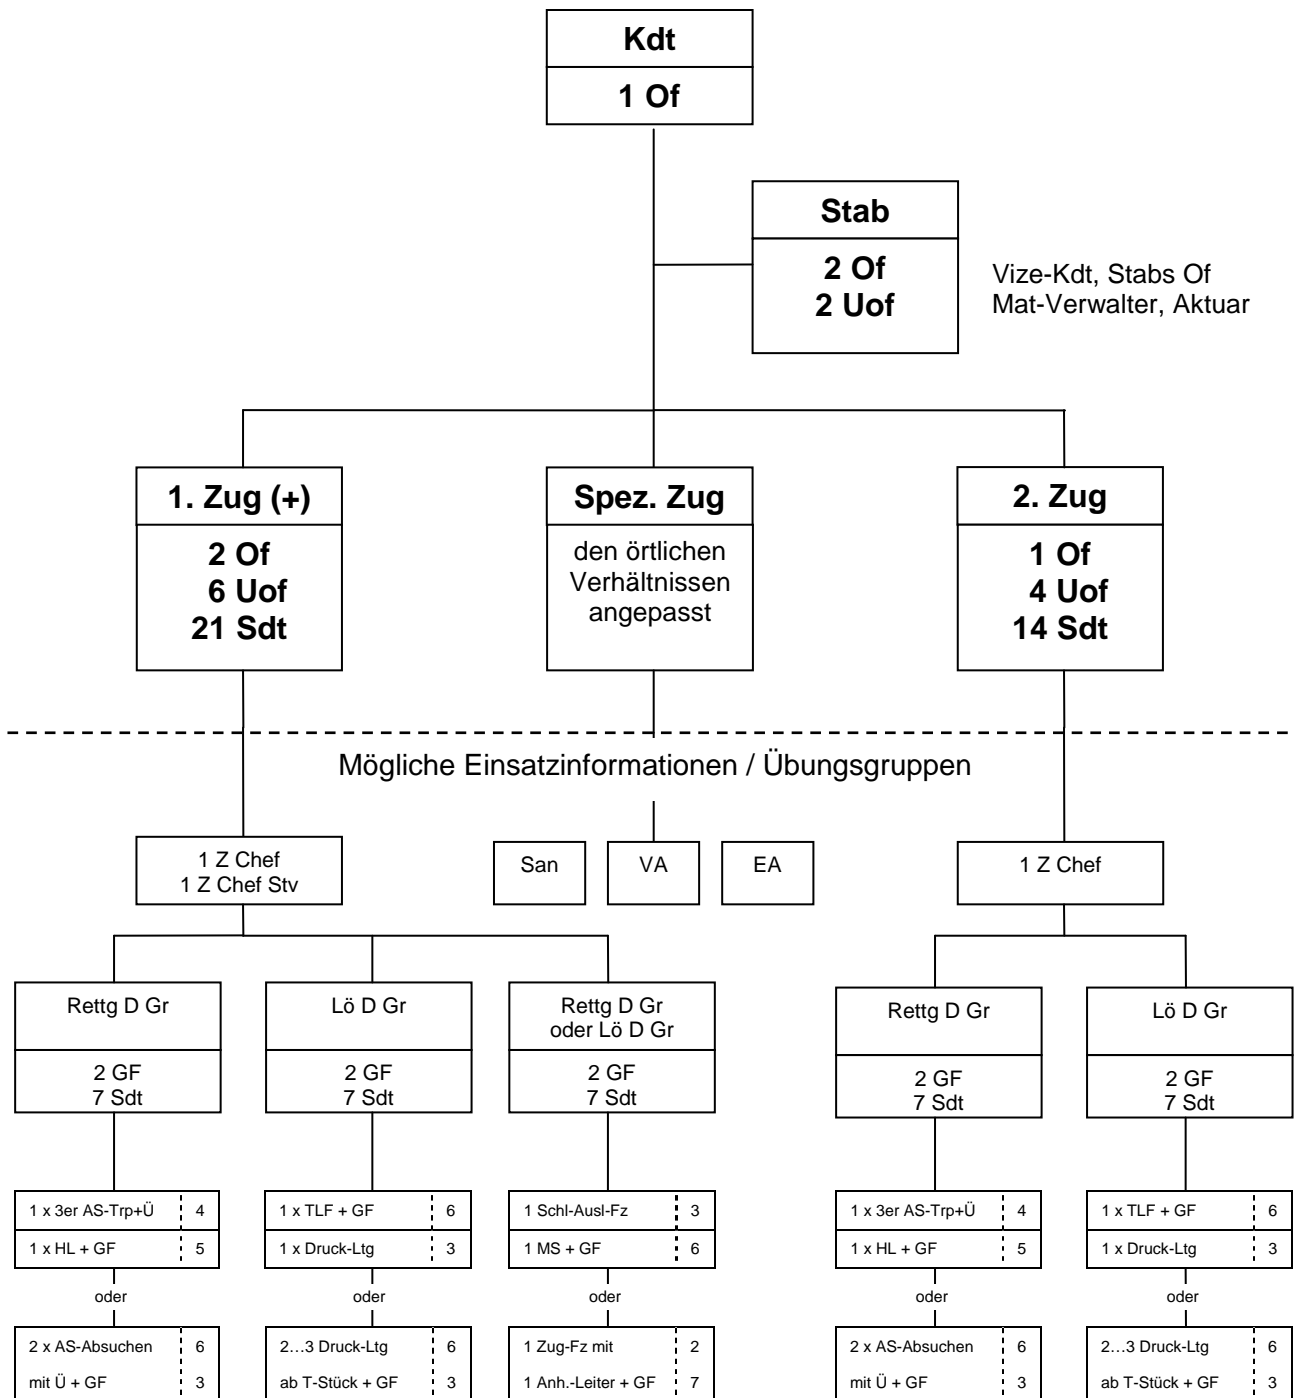 Kdt
1 Of
Stab
2 Of
2 Uof
Vize-Kdt, Stabs Of
Mat-Verwalter, Aktuar
1. Zug (+)
2 Of
6 Uof
21 Sdt
Spez. Zug
den örtlichen
Verhältnissen
angepasst
2. Zug
1 Of
4 Uof
14 Sdt
Mögliche Einsatzinformationen / Übungsgruppen
1 Z Chef
1 Z Chef Stv
San
VA
EA
1 Z Chef
Rettg D Gr
2 GF
7 Sdt
Lö D Gr
2 GF
7 Sdt
Rettg D Gr
oder Lö D Gr
2 GF
7 Sdt
Rettg D Gr
2 GF
7 Sdt
Lö D Gr
2 GF
7 Sdt
1 x 3er AS-Trp+Ü 4
1 x HL + GF 5
oder
2 x AS-Absuchen 6
mit Ü + GF 3
1 x TLF + GF 6
1 x Druck-Ltg 3
oder
2…3 Druck-Ltg 6
ab T-Stück + GF 3
1 Schl-Ausl-Fz 3
1 MS + GF 6
oder
1 Zug-Fz mit 2
1 Anh.-Leiter + GF 7
1 x 3er AS-Trp+Ü 4
1 x HL + GF 5
oder
2 x AS-Absuchen 6
mit Ü + GF 3
1 x TLF + GF 6
1 x Druck-Ltg 3
oder
2…3 Druck-Ltg 6
ab T-Stück + GF 3